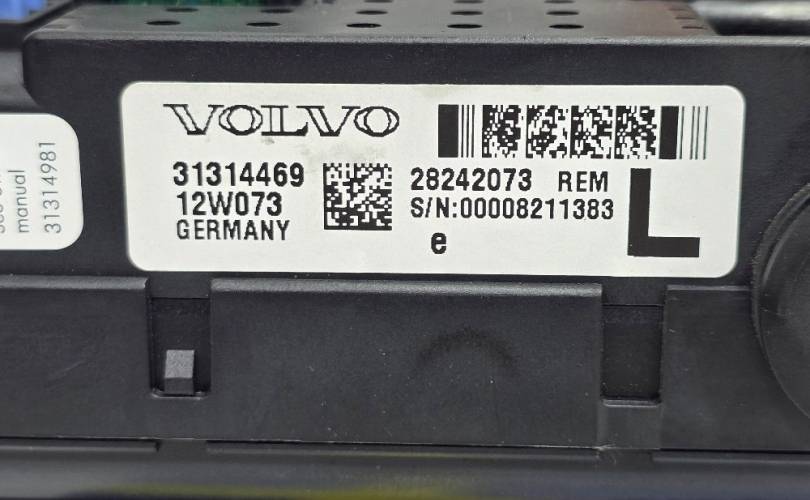 VOLVO
31314469
12W073
GERMANY
28242073 REM
S/N:00008211383
e
L
manual
31314981